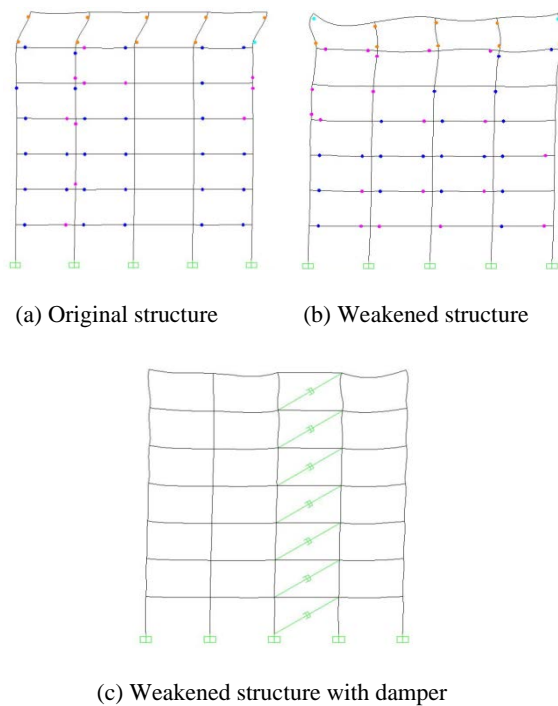 (a) Original structure
(b) Weakened structure
(c) Weakened structure with damper